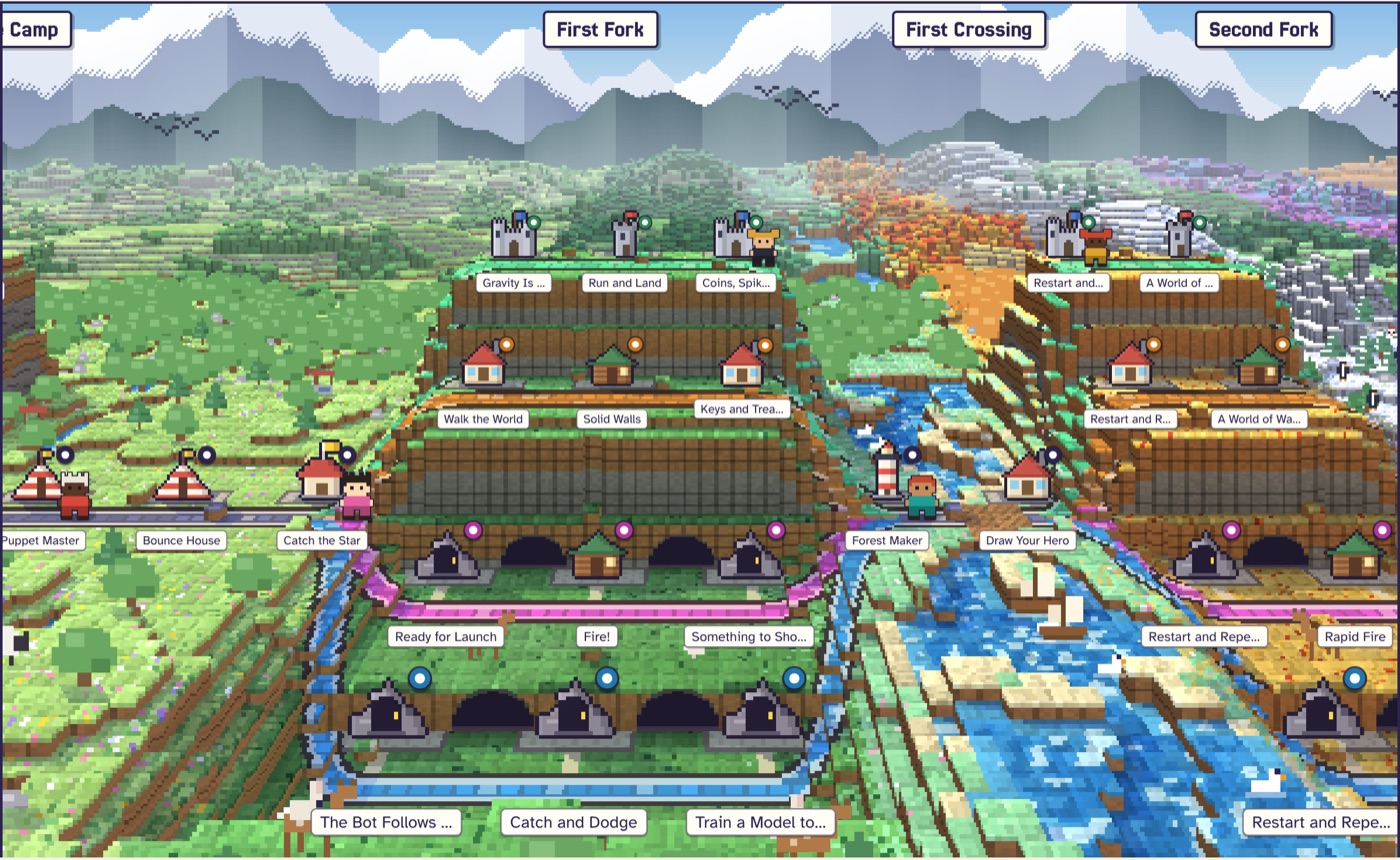 Camp
First Fork
First Crossing
Second Fork
Gravity Is ...
Run and Land
Coins, Spik...
Restart and...
A World of ...
Walk the World
Solid Walls
Keys and Trea...
Restart and R...
A World of Wa...
Puppet Master
Bounce House
Catch the Star
Forest Maker
Draw Your Hero
Ready for Launch
Fire!
Something to Sho...
Restart and Repe...
Rapid Fire
The Bot Follows ...
Catch and Dodge
Train a Model to...
Restart and Repe...